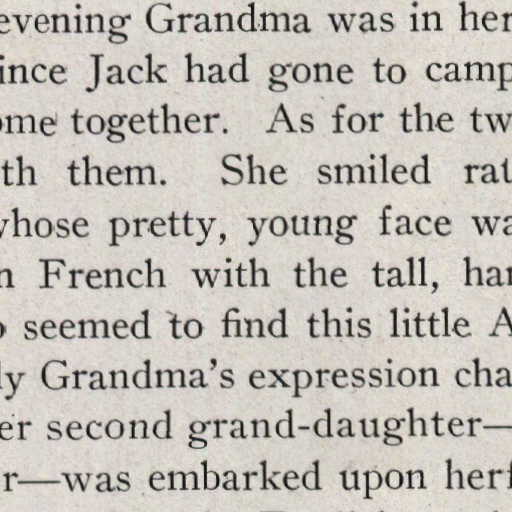 evening Grandma was in her
ince Jack had gone to camp
ome together. As for the tw
th them. She smiled rat
whose pretty, young face wa
n French with the tall, han
o seemed to find this little A
ly Grandma's expression cha
er second grand-daughter—
r—was embarked upon her f